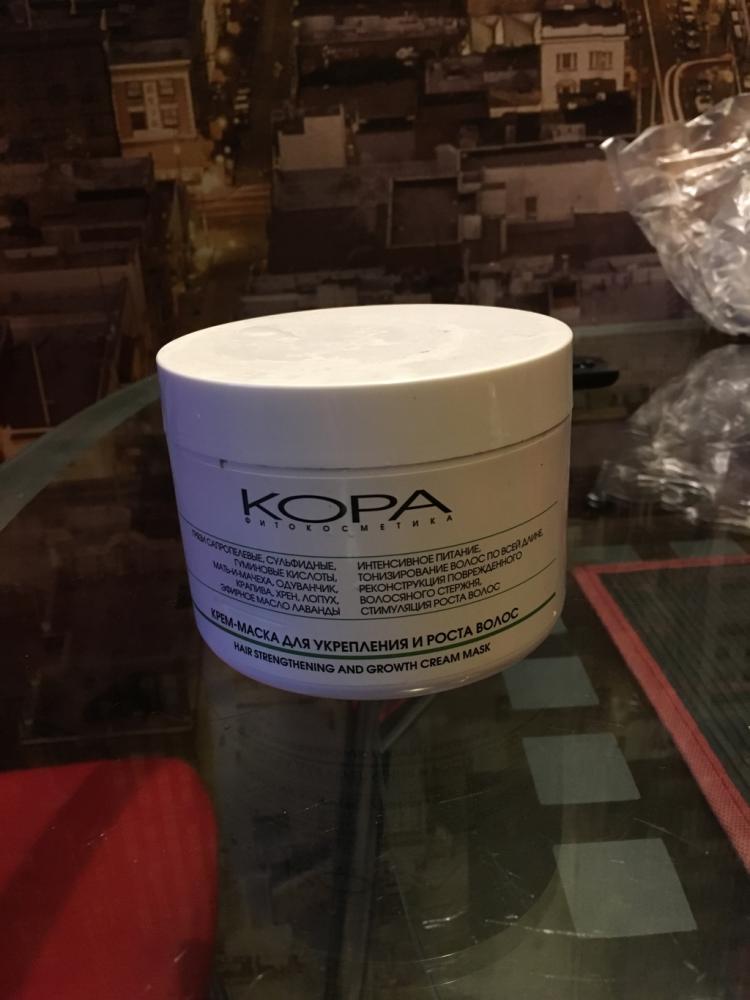 КОРА
ФИТОКОСМЕТИКА
ГРЯЗИ САПРОПЕЛЕВЫЕ, СУЛЬФИДНЫЕ,
ГУМИНОВЫЕ КИСЛОТЫ,
МАТЬ-И-МАЧЕХА, ОДУВАНЧИК,
КРАПИВА, ХРЕН, ЛОПУХ,
ЭФИРНОЕ МАСЛО ЛАВАНДЫ
ИНТЕНСИВНОЕ ПИТАНИЕ,
ТОНИЗИРОВАНИЕ ВОЛОС ПО ВСЕЙ ДЛИНЕ,
РЕКОНСТРУКЦИЯ ПОВРЕЖДЕННОГО
ВОЛОСЯНОГО СТЕРЖНЯ,
СТИМУЛЯЦИЯ РОСТА ВОЛОС
КРЕМ-МАСКА ДЛЯ УКРЕПЛЕНИЯ И РОСТА ВОЛОС
HAIR STRENGTHENING AND GROWTH CREAM MASK